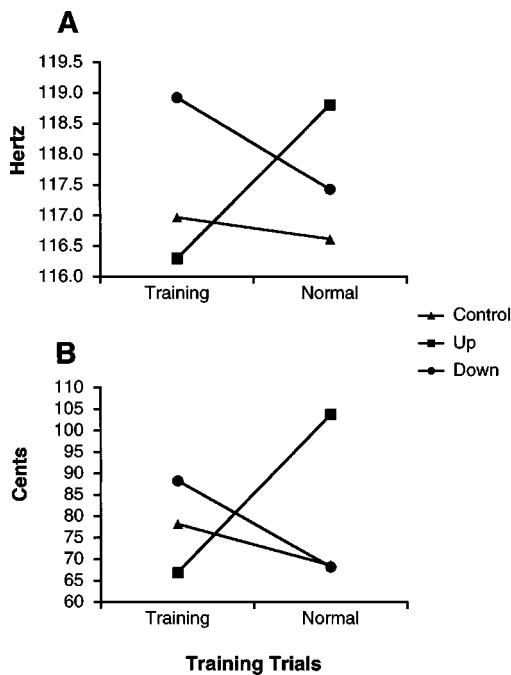 A
119.5
119.0
118.5
118.0
117.5
117.0
116.5
116.0
Hertz
Training Normal
Control
Up
Down
B
110
105
100
95
90
85
80
75
70
65
60
Cents
Training Normal
Training Trials